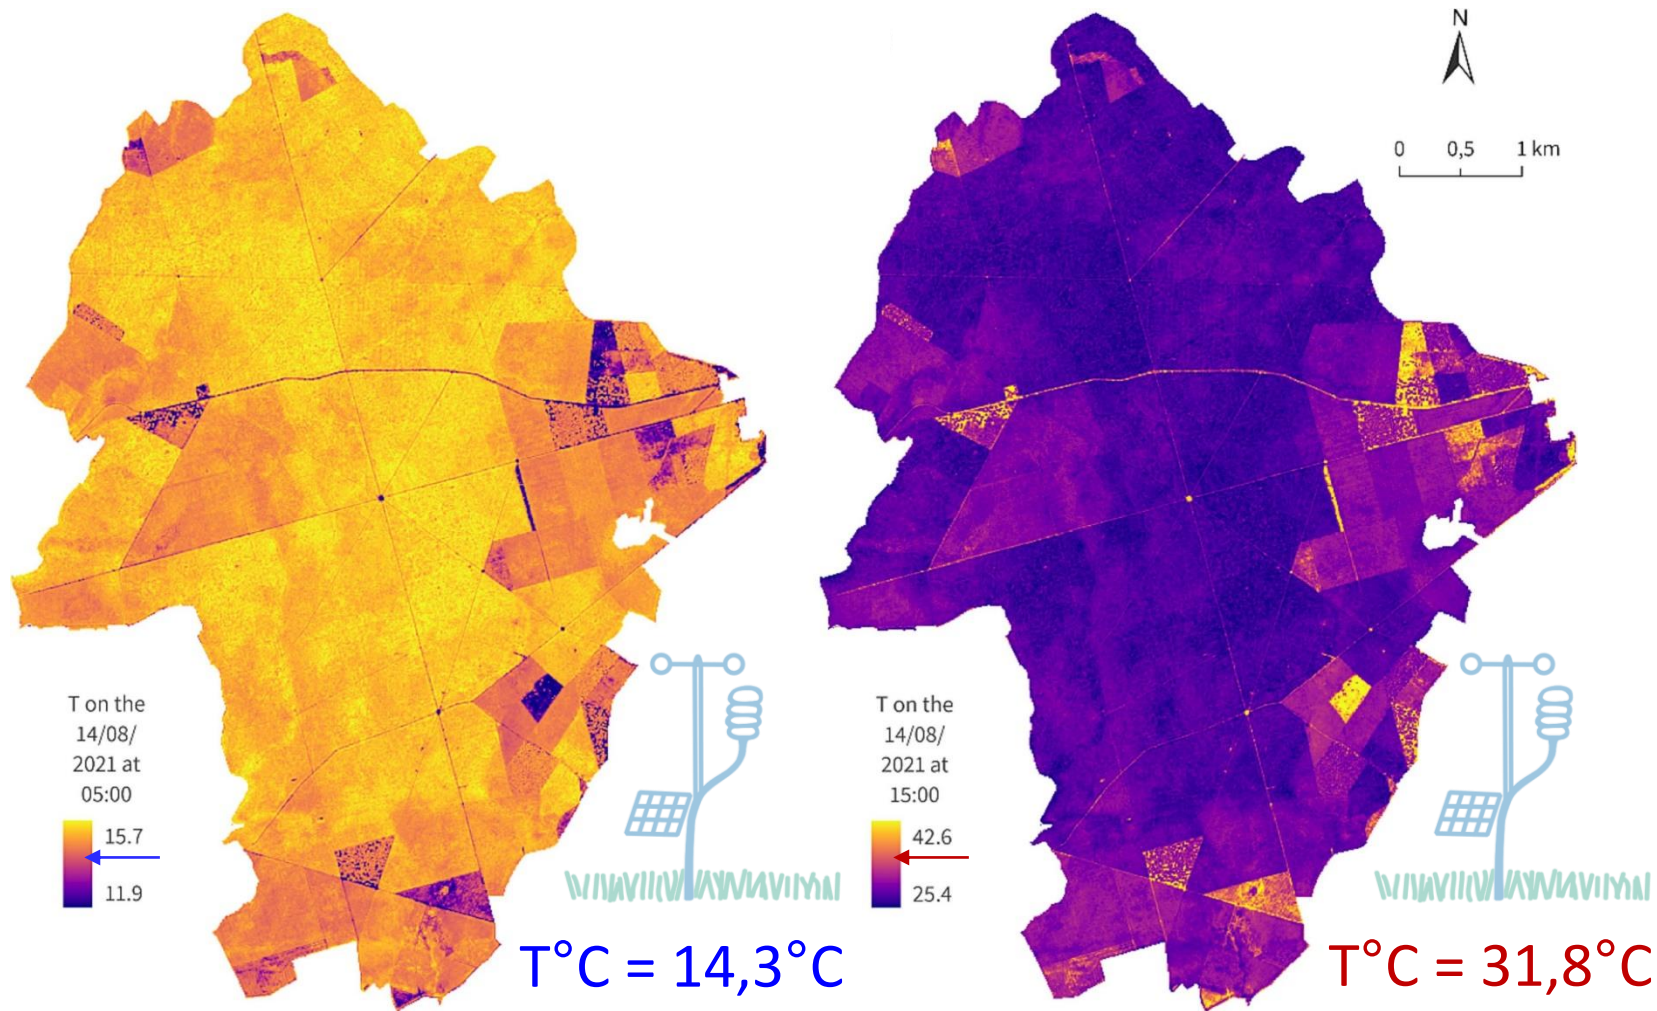 N
0 0,5 1 km
T on the
14/08/
2021 at
05:00
15.7
11.9
T°C = 14,3°C
T on the
14/08/
2021 at
15:00
42.6
25.4
T°C = 31,8°C